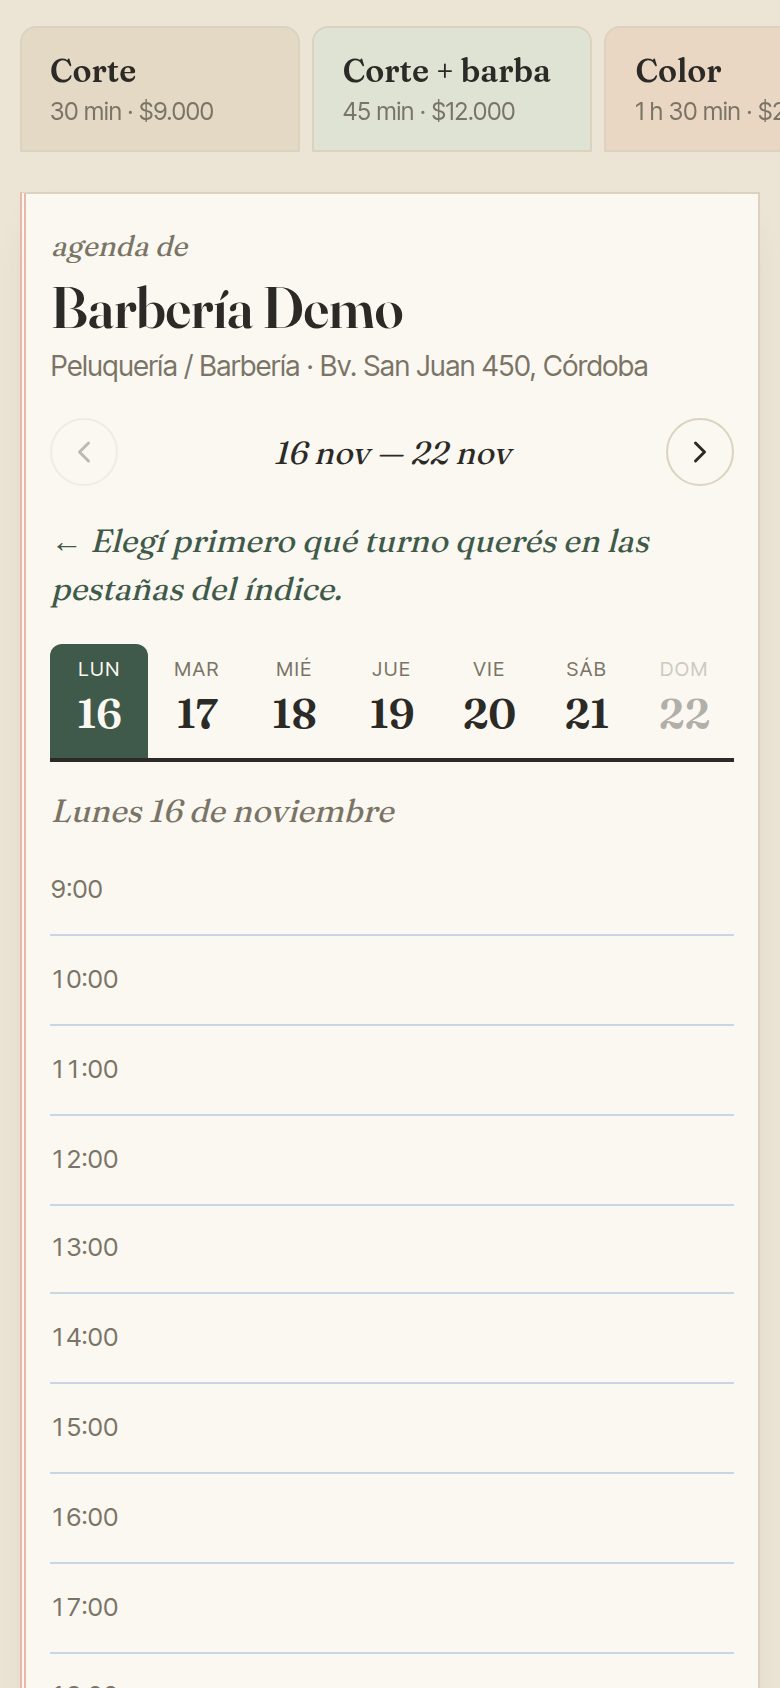 Corte
30 min · $9.000
Corte + barba
45 min · $12.000
Color
1 h 30 min ·
agenda de
Barbería Demo
Peluquería / Barbería · Bv. San Juan 450, Córdoba
16 nov — 22 nov
← Elegí primero qué turno querés en las
pestañas del índice.
LUN MAR MIÉ JUE VIE SÁB DOM
16 17 18 19 20 21 22
Lunes 16 de noviembre
9:00
10:00
11:00
12:00
13:00
14:00
15:00
16:00
17:00